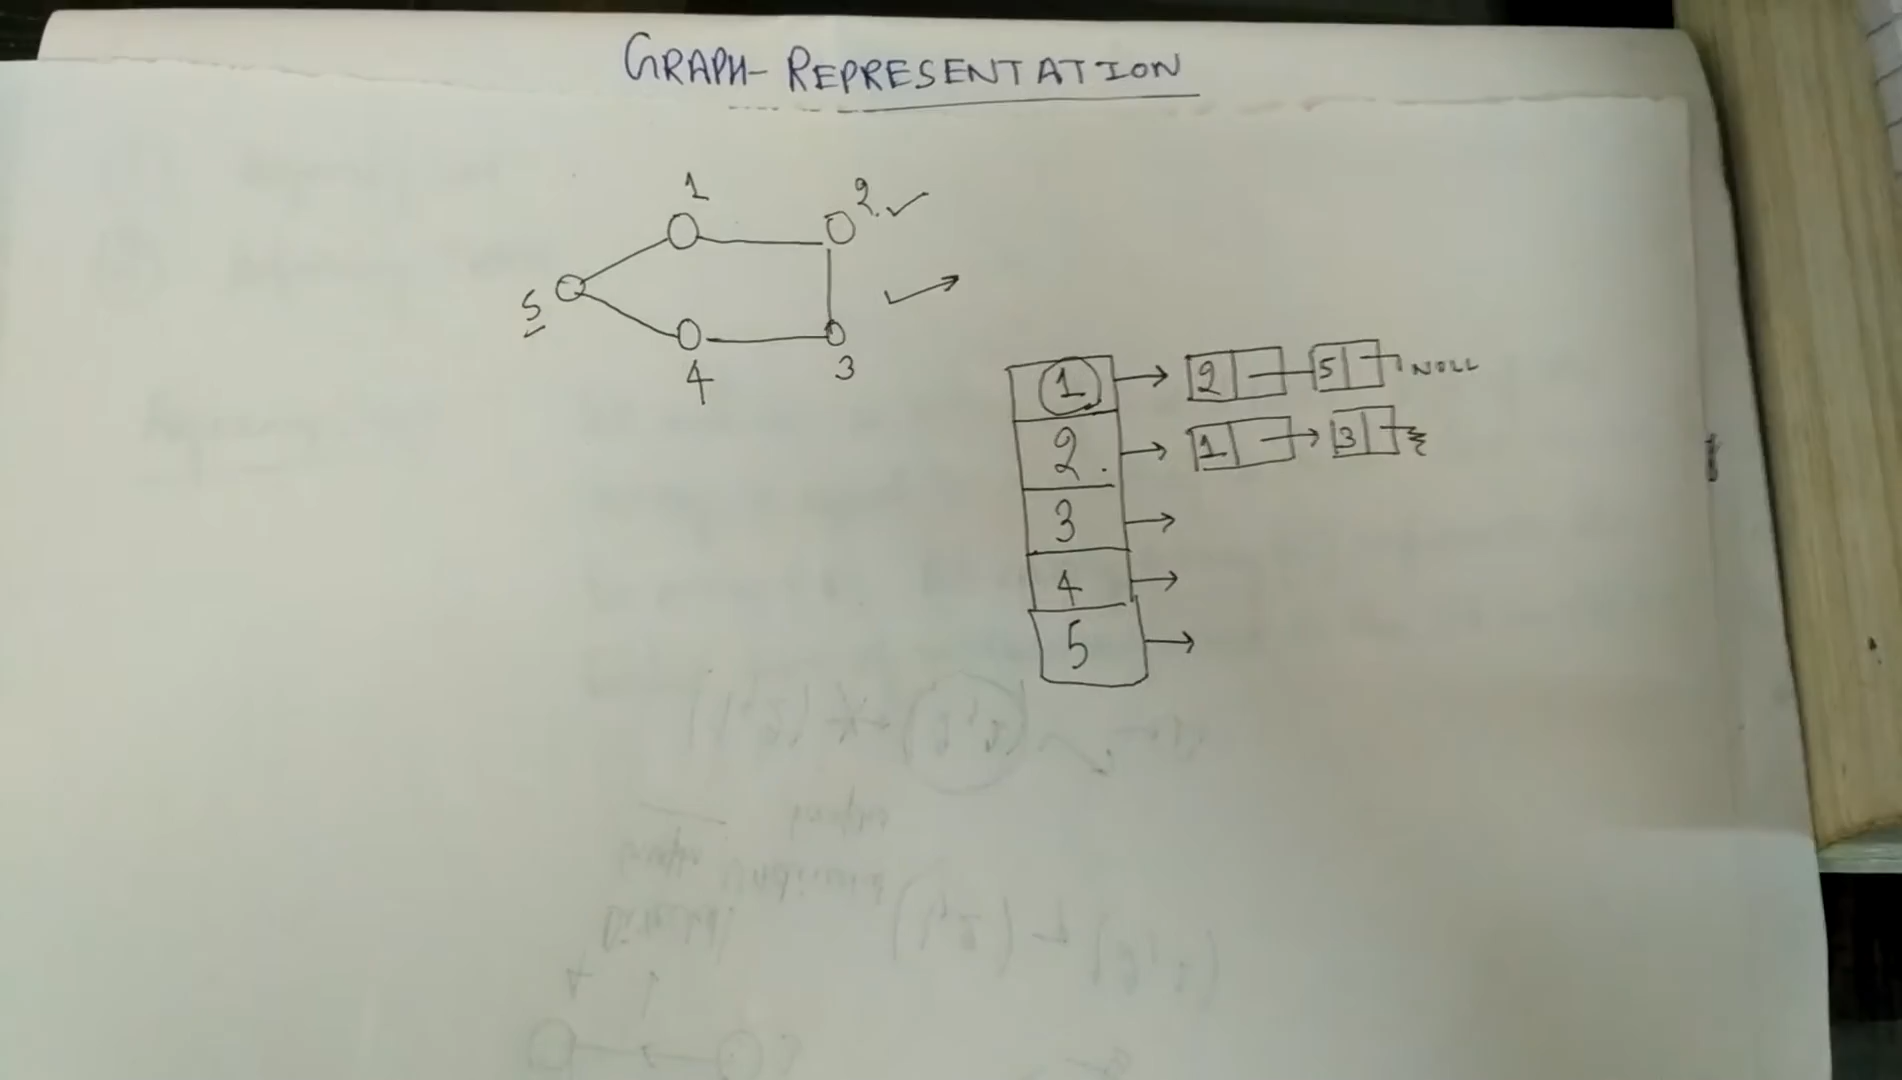 GRAPH- REPRESENTATION
1
2
5
4
3
1 → 2 5 NULL
2 → 1 → 3
3 →
4 →
5 →